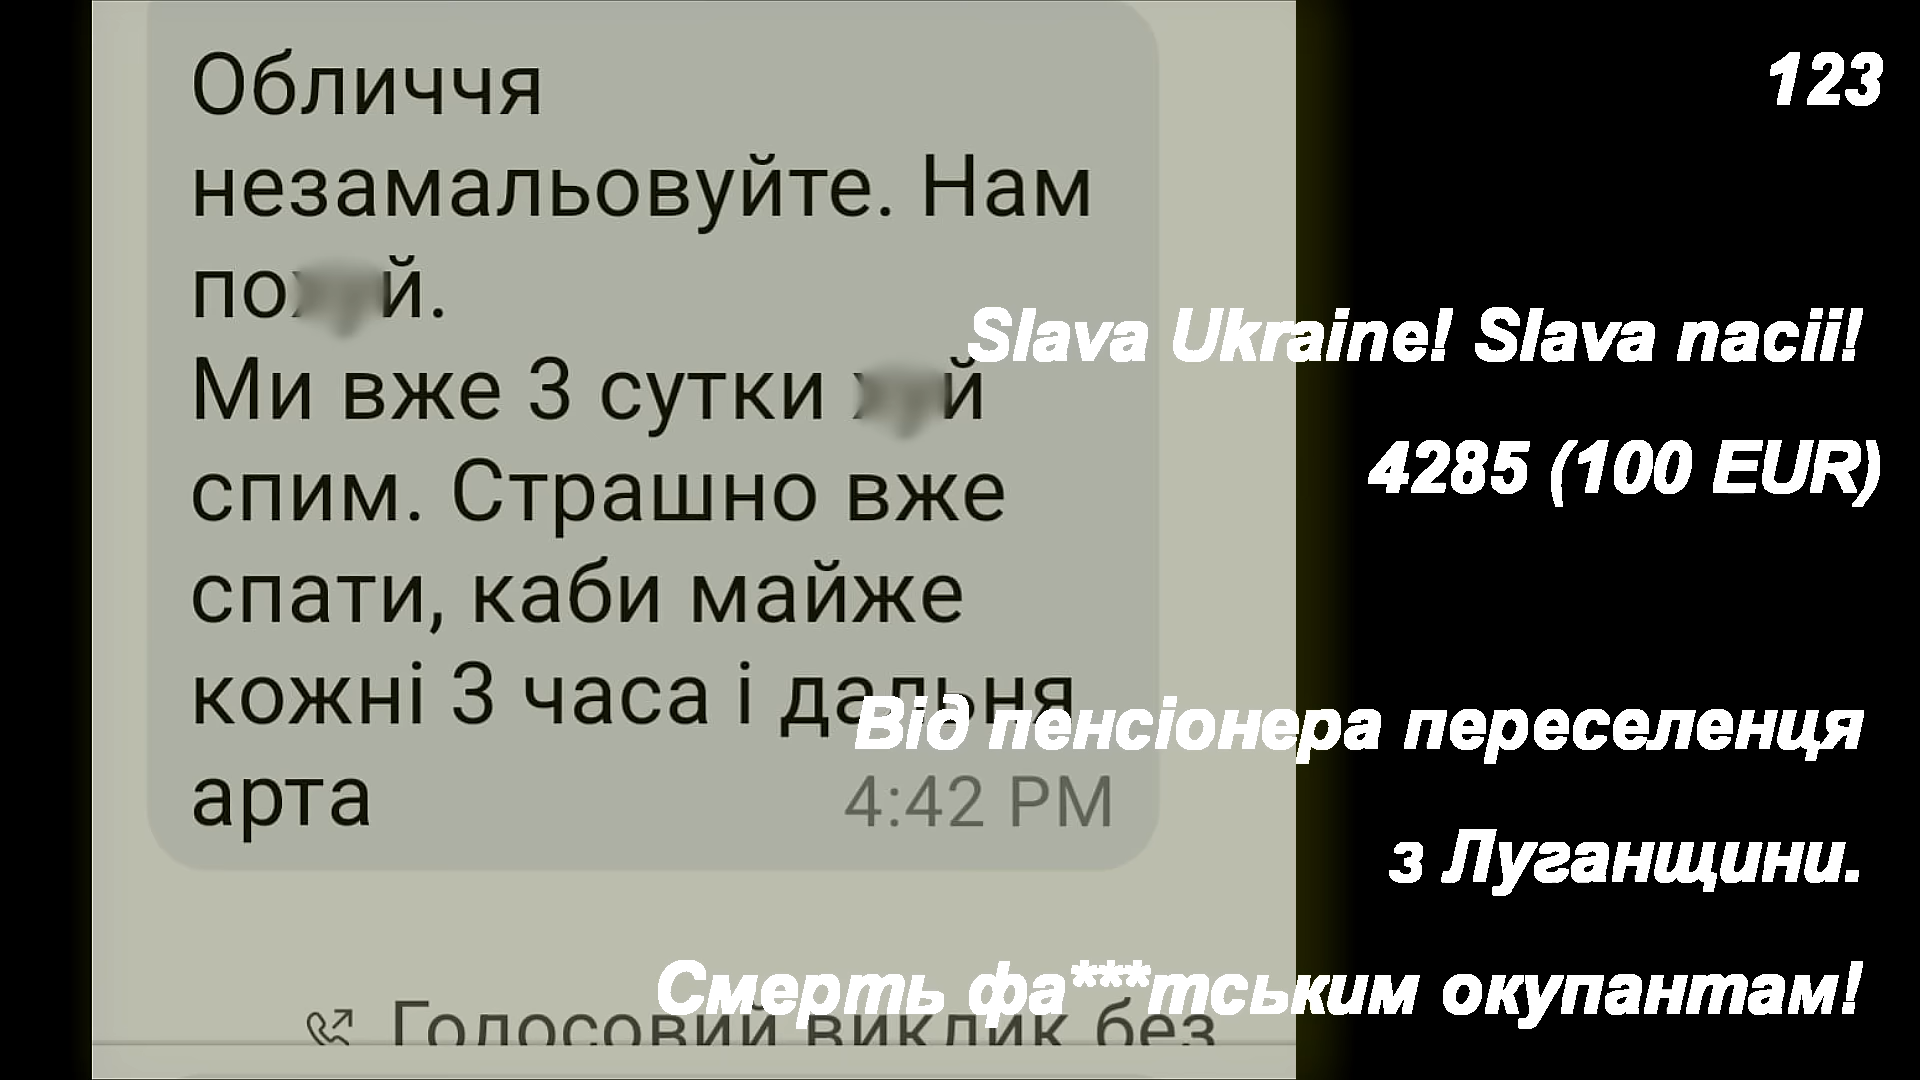 Обличчя
незамальовуйте. Нам
по й.
Ми вже 3 сутки й
спим. Страшно вже
спати, каби майже
кожні 3 часа і дальня
арта
4:42 PM
Голосовий виклик без
123
Slava Ukraine! Slava nacii!
4285 (100 EUR)
Від пенсіонера переселенця
з Луганщини.
Смерть фа***тським окупантам!